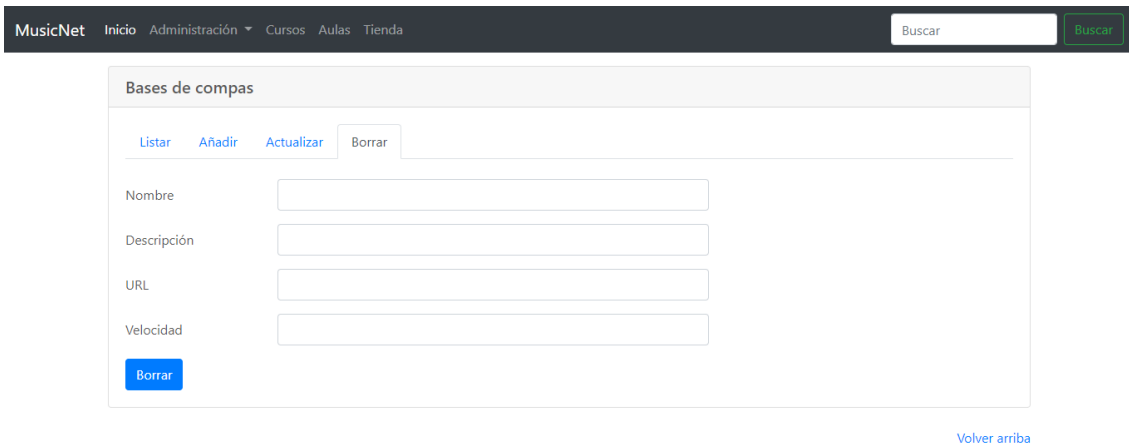 MusicNet Inicio Administración Cursos Aulas Tienda Buscar Buscar
Bases de compas
Listar Añadir Actualizar Borrar
Nombre
Descripción
URL
Velocidad
Borrar
Volver arriba